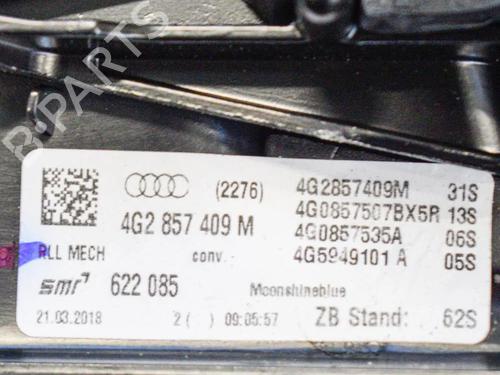 B-PARTS
(2276)
4G2 857 409 M
RLL MECH conv.
smr 622 085
21.03.2018 2 ( ) 09:05:57
Moonshineblue
4G2857409M 31S
4G0857507BX5R 13S
4G0857535A 06S
4G5949101 A 05S
ZB Stand: 62S